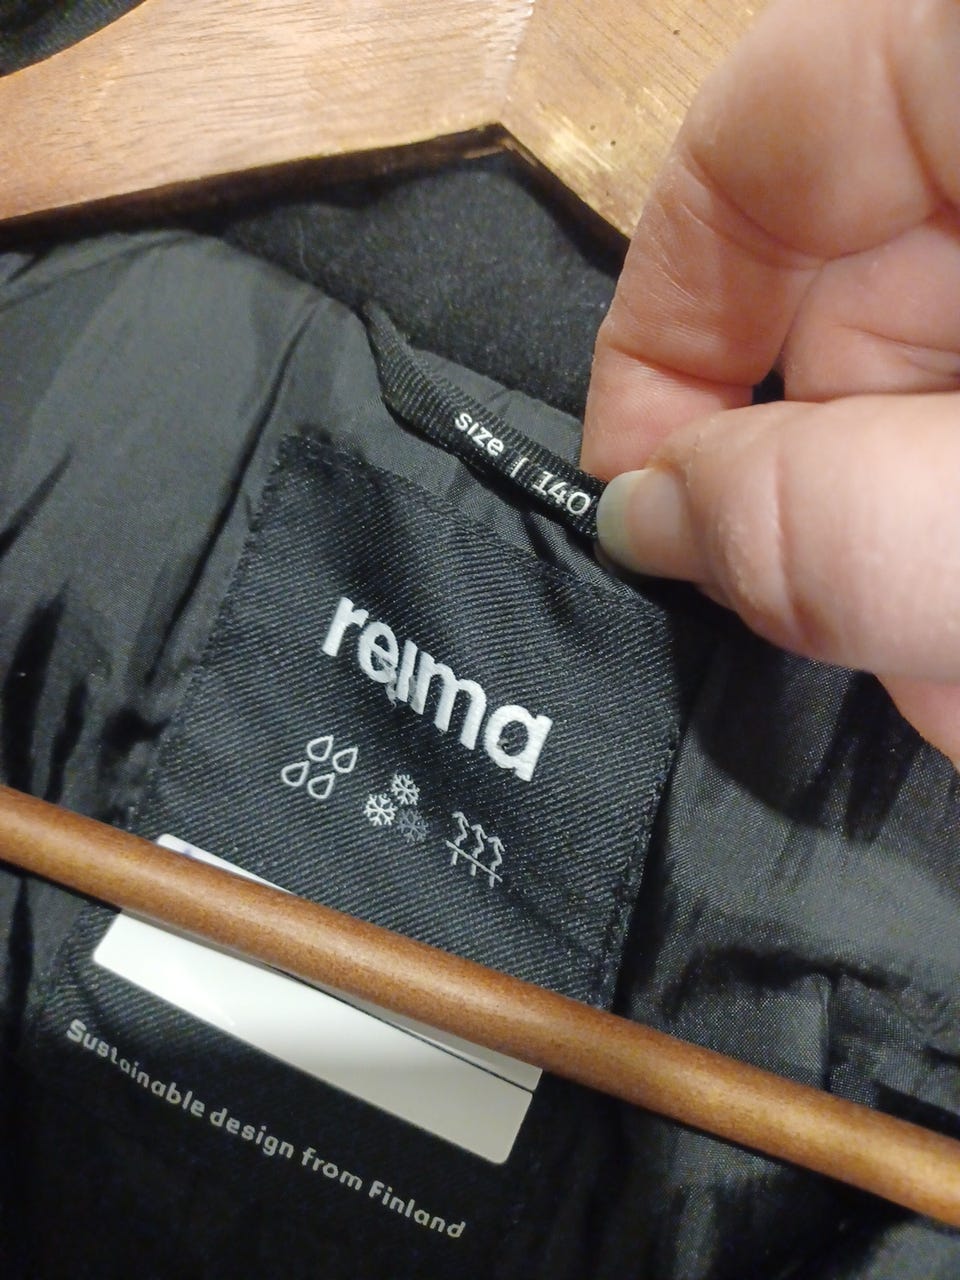 size | 140
reima
Sustainable design from Finland